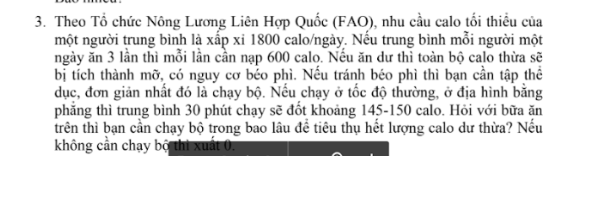 3. Theo Tổ chức Nông Lương Liên Hợp Quốc (FAO), nhu cầu calo tối thiểu của
một người trung bình là xấp xỉ 1800 calo/ngày. Nếu trung bình mỗi người một
ngày ăn 3 lần thì mỗi lần cần nạp 600 calo. Nếu ăn dư thì toàn bộ calo thừa sẽ
bị tích thành mỡ, có nguy cơ béo phì. Nếu tránh béo phì thì bạn cần tập thể
dục, đơn giản nhất đó là chạy bộ. Nếu chạy ở tốc độ thường, ở địa hình bằng
phẳng thì trung bình 30 phút chạy sẽ đốt khoảng 145-150 calo. Hỏi với bữa ăn
trên thì bạn cần chạy bộ trong bao lâu để tiêu thụ hết lượng calo dư thừa? Nếu
không cần chạy bộ thì xuất 0.